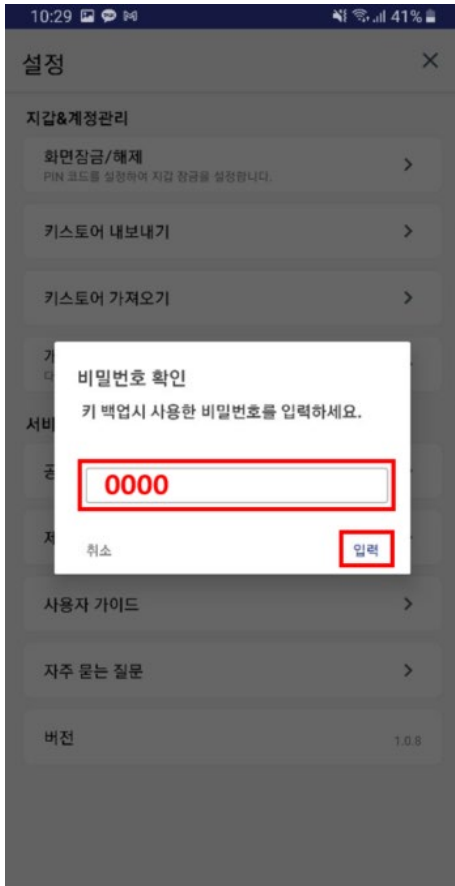 10:29 41%
설정
지갑&계정관리
화면잠금/해제
PIN 코드를 설정하여 지갑 잠금을 설정합니다.
키스토어 내보내기
키스토어 가져오기
비밀번호 확인
키 백업시 사용한 비밀번호를 입력하세요.
서비
0000
취소 입력
사용자 가이드
자주 묻는 질문
버전 1.0.8